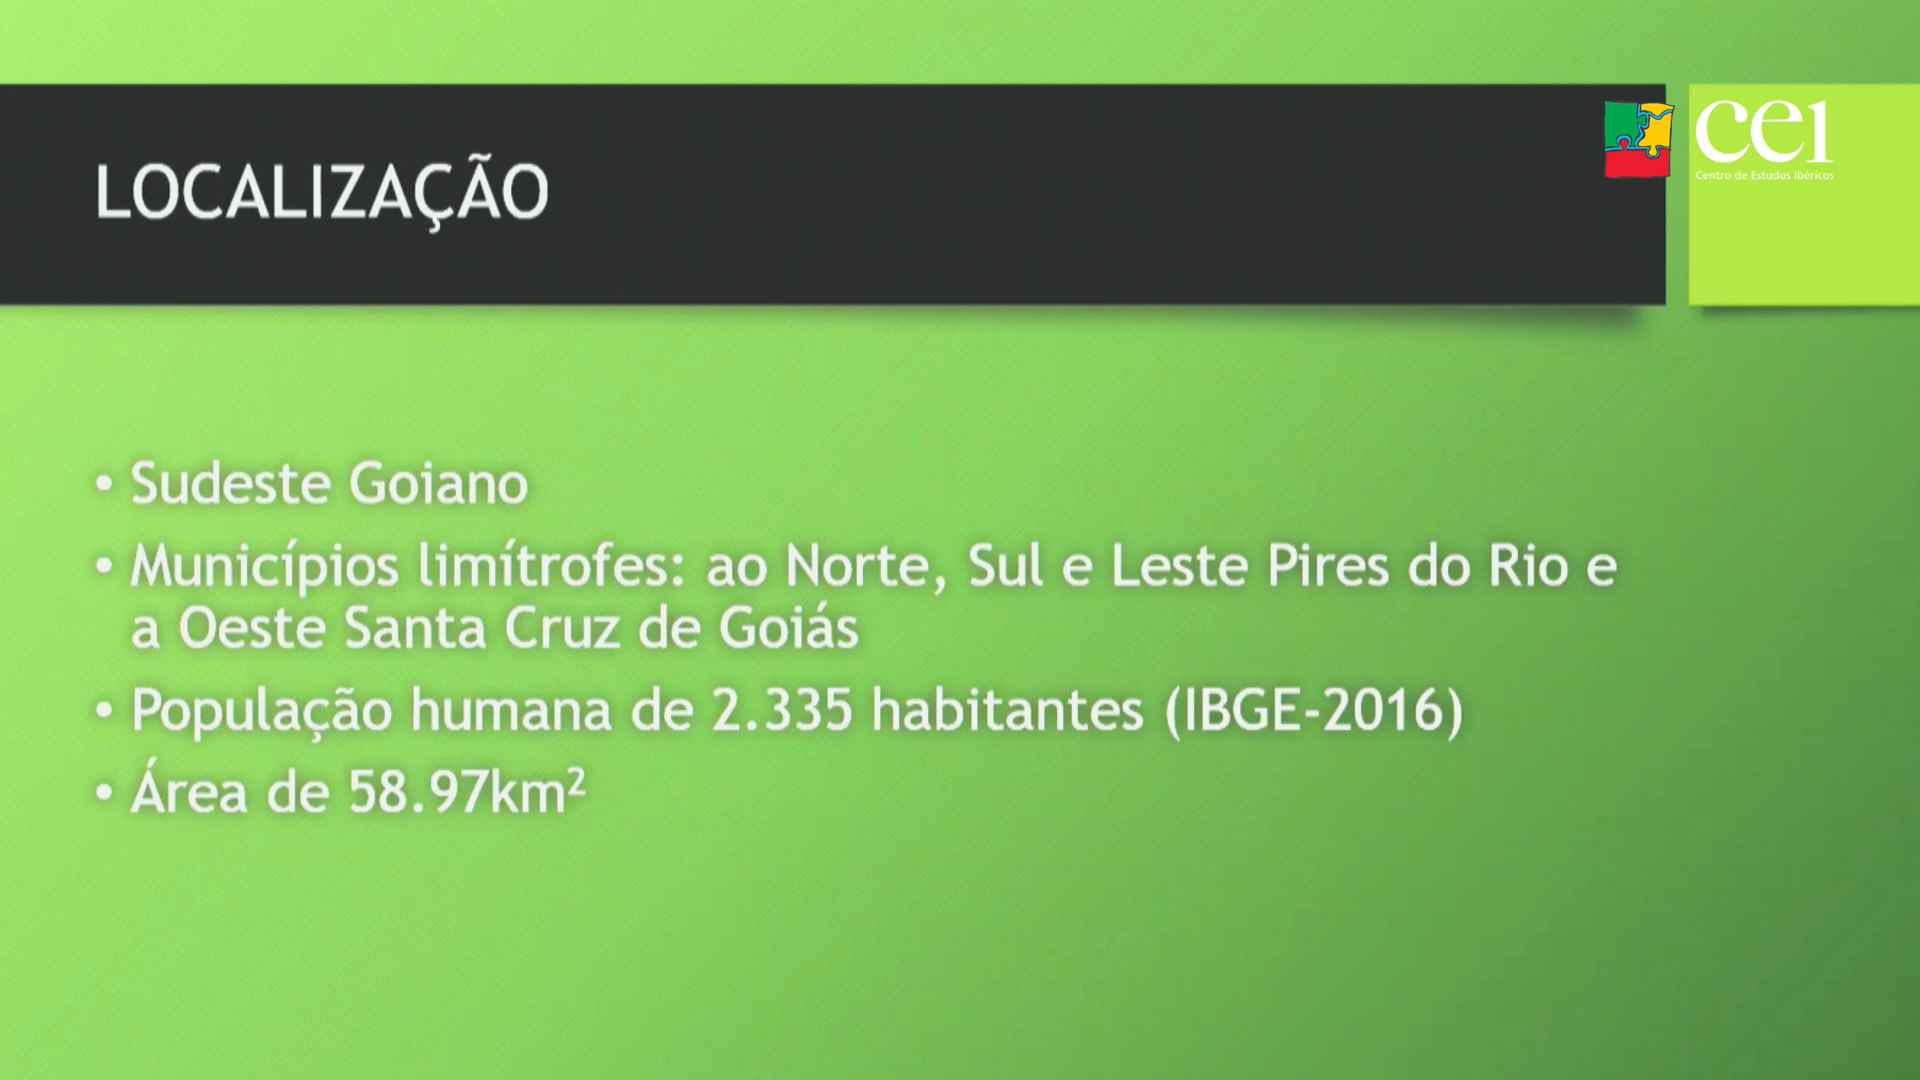 LOCALIZAÇÃO
cei
Centro de Estudos Ibéricos
• Sudeste Goiano
• Municípios limítrofes: ao Norte, Sul e Leste Pires do Rio e
a Oeste Santa Cruz de Goiás
• População humana de 2.335 habitantes (IBGE-2016)
• Área de 58.97km²